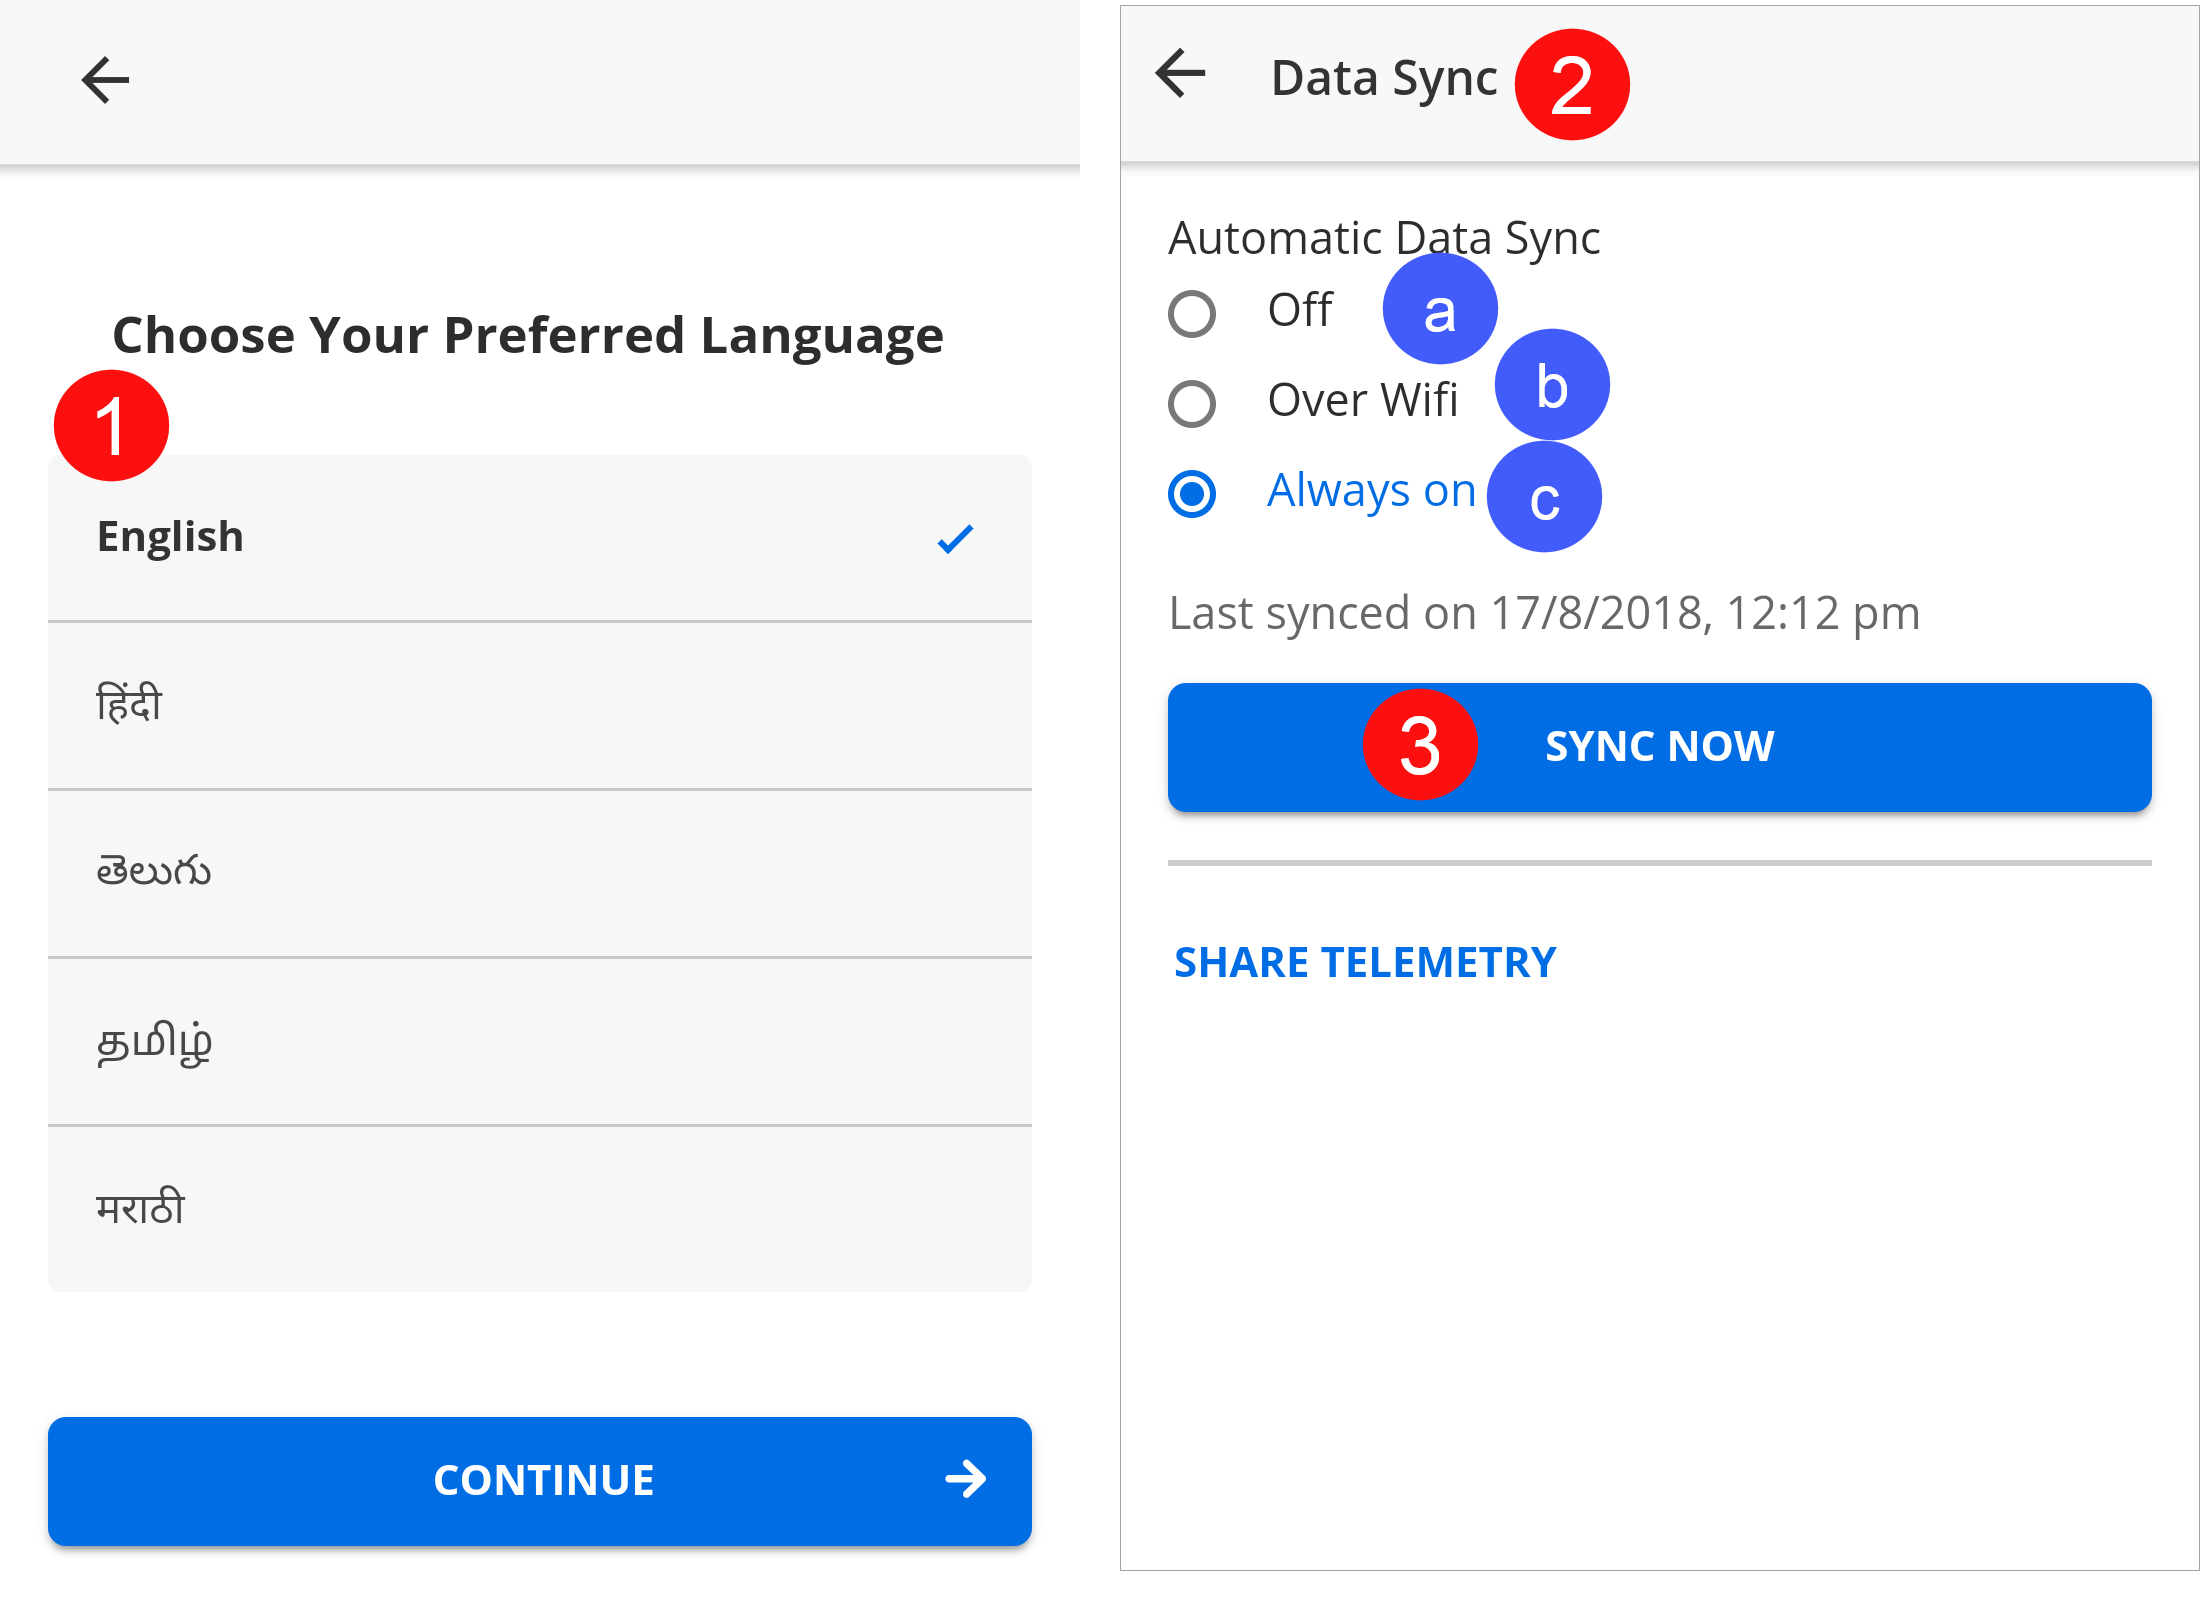 Choose Your Preferred Language
1
English
हिंदी
తెలుగు
தமிழ்
मराठी
CONTINUE
Data Sync 2
Automatic Data Sync
Off a
Over Wifi b
Always on c
Last synced on 17/8/2018, 12:12 pm
3 SYNC NOW
SHARE TELEMETRY